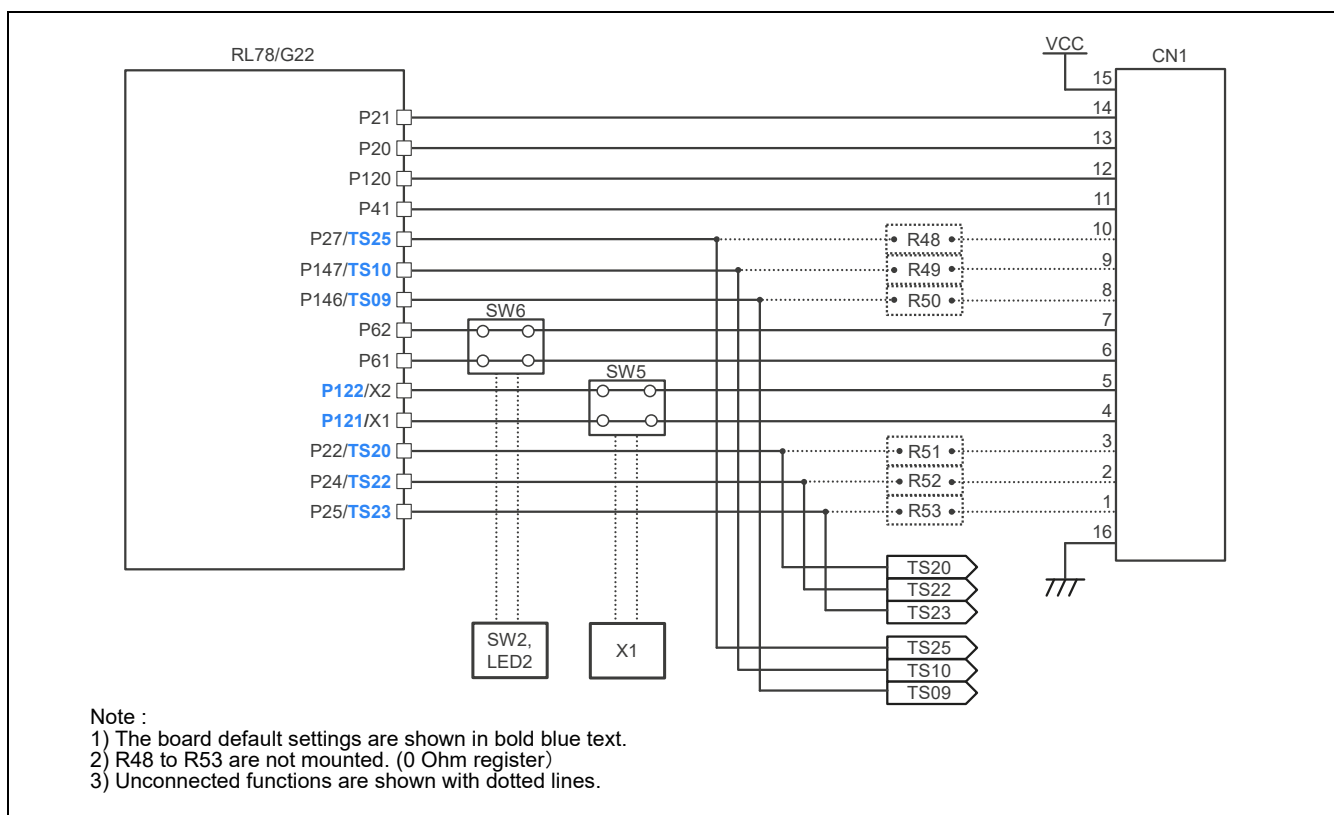 RL78/G22
VCC
CN1
15
P21
14
P20
13
P120
12
P41
11
P27/TS25
R48
10
P147/TS10
R49
9
P146/TS09
R50
8
SW6
P62
7
P61
6
SW5
P122/X2
5
P121/X1
4
P22/TS20
R51
3
P24/TS22
R52
2
P25/TS23
R53
1
16
TS20
TS22
TS23
SW2,
LED2
X1
TS25
TS10
TS09
Note :
1) The board default settings are shown in bold blue text.
2) R48 to R53 are not mounted. (0 Ohm register）
3) Unconnected functions are shown with dotted lines.